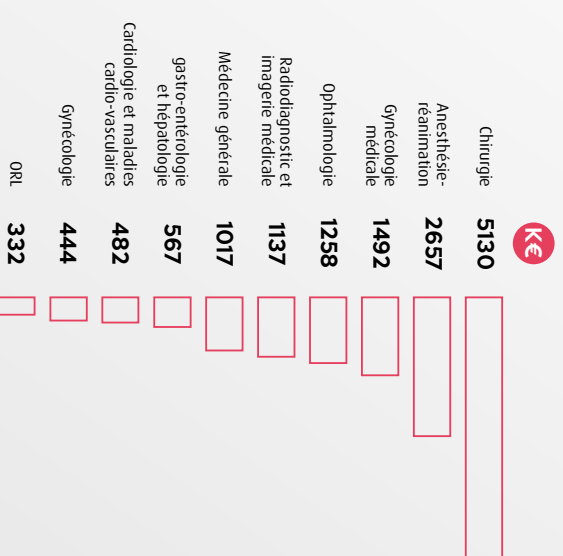 K€
Chirurgie
5130
Anesthésie-
réanimation
2657
Gynécologie
médicale
1492
Ophtalmologie
1258
Radiodiagnostic et
imagerie médicale
1137
Médecine générale
1017
gastro-entérologie
et hépatologie
567
Cardiologie et maladies
cardio-vasculaires
482
Gynécologie
444
ORL
332